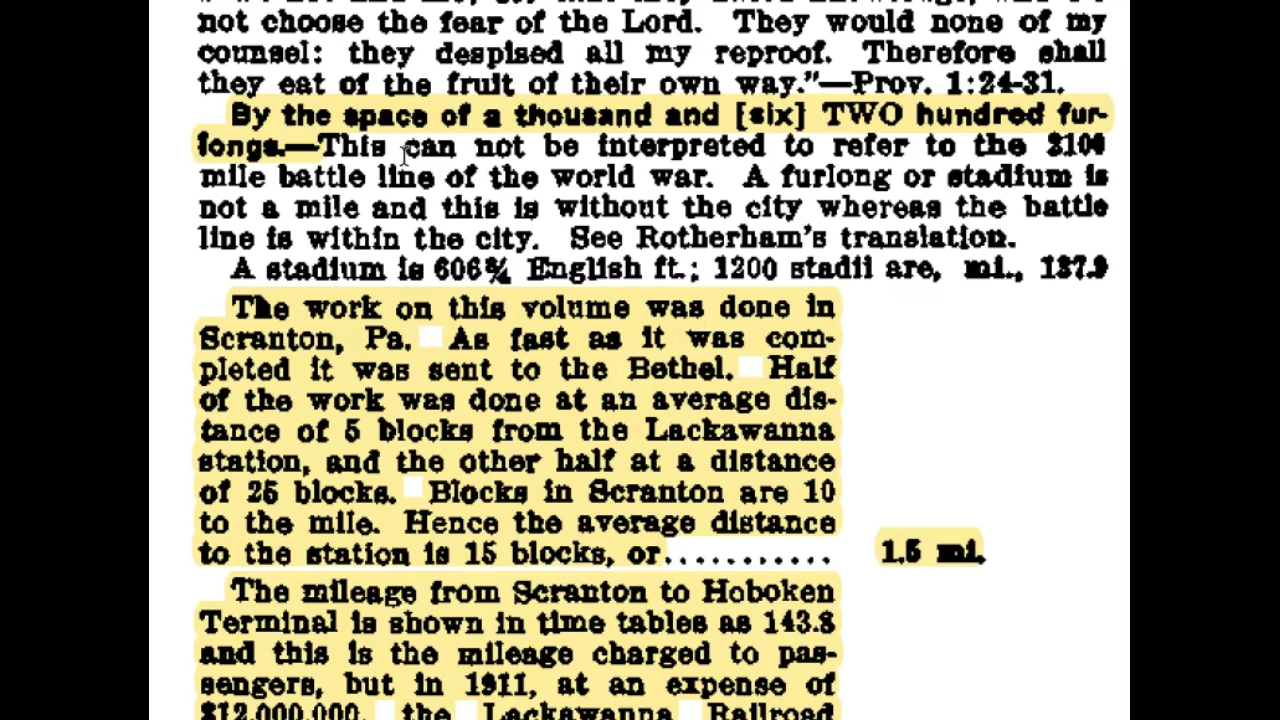 not choose the fear of the Lord. They would none of my
counsel: they despised all my reproof. Therefore shall
they eat of the fruit of their own way."—Prov. 1:24-31.
By the space of a thousand and [six] TWO hundred fur-
longs.—This can not be interpreted to refer to the 2100
mile battle line of the world war. A furlong or stadium is
not a mile and this is without the city whereas the battle
line is within the city. See Rotherham's translation.
A stadium is 606¾ English ft.; 1200 stadii are, mi., 137.9
The work on this volume was done in
Scranton, Pa. As fast as it was com-
pleted it was sent to the Bethel. Half
of the work was done at an average dis-
tance of 5 blocks from the Lackawanna
station, and the other half at a distance
of 25 blocks. Blocks in Scranton are 10
to the mile. Hence the average distance
to the station is 15 blocks, or........... 1.5 mi.
The mileage from Scranton to Hoboken
Terminal is shown in time tables as 143.8
and this is the mileage charged to pas-
sengers, but in 1911, at an expense of
$12,000,000, the Lackawanna Railroad